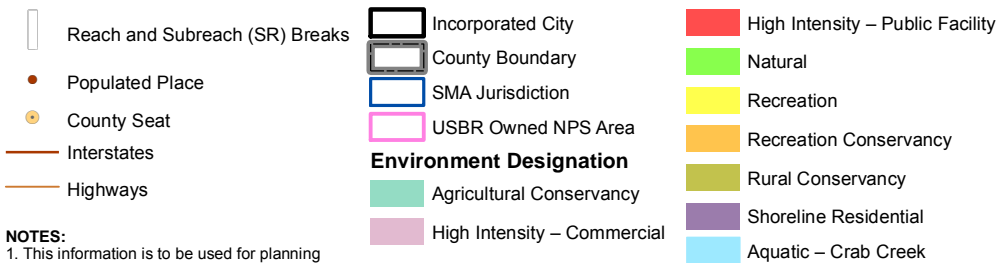 Reach and Subreach (SR) Breaks
Populated Place
County Seat
Interstates
Highways
NOTES:
1. This information is to be used for planning
Incorporated City
County Boundary
SMA Jurisdiction
USBR Owned NPS Area
Environment Designation
Agricultural Conservancy
High Intensity – Commercial
High Intensity – Public Facility
Natural
Recreation
Recreation Conservancy
Rural Conservancy
Shoreline Residential
Aquatic – Crab Creek